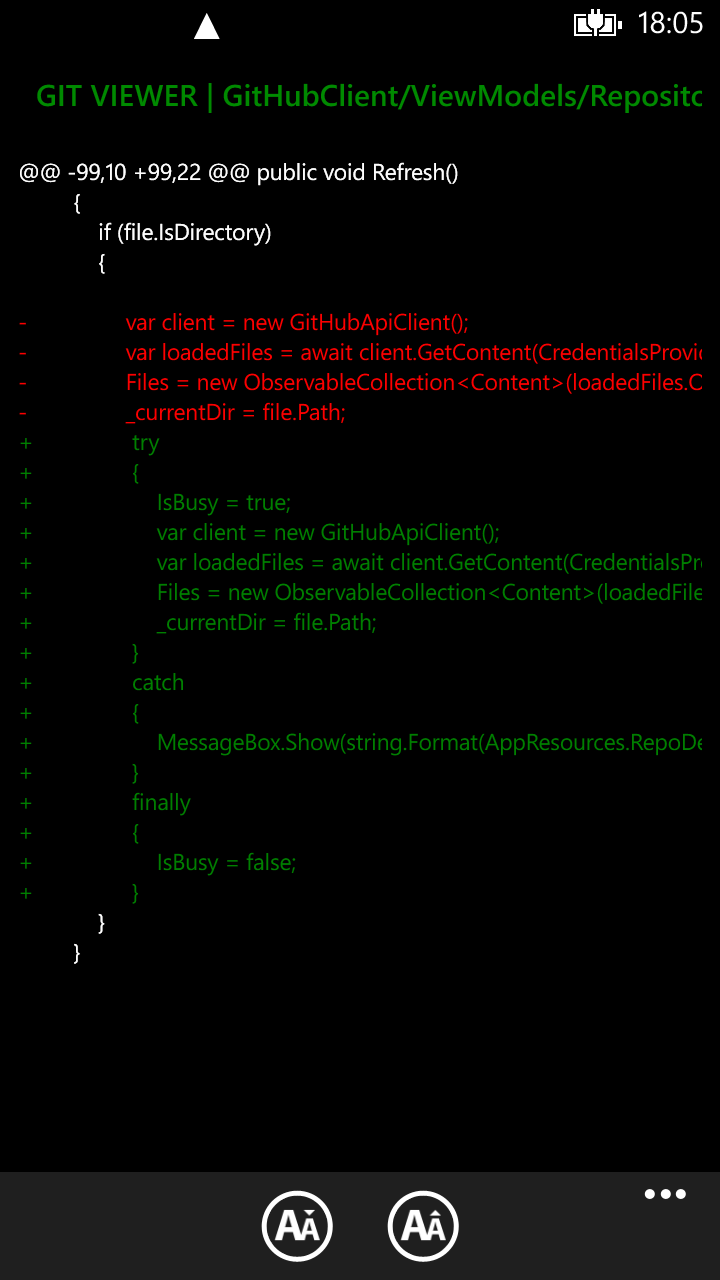 18:05
GIT VIEWER | GitHubClient/ViewModels/Reposito
@@ -99,10 +99,22 @@ public void Refresh()
{
if (file.IsDirectory)
{
- var client = new GitHubApiClient();
- var loadedFiles = await client.GetContent(CredentialsProvid
- Files = new ObservableCollection<Content>(loadedFiles.O
- _currentDir = file.Path;
+ try
+ {
+ IsBusy = true;
+ var client = new GitHubApiClient();
+ var loadedFiles = await client.GetContent(CredentialsPr
+ Files = new ObservableCollection<Content>(loadedFile
+ _currentDir = file.Path;
+ }
+ catch
+ {
+ MessageBox.Show(string.Format(AppResources.RepoDe
+ }
+ finally
+ {
+ IsBusy = false;
+ }
}
}